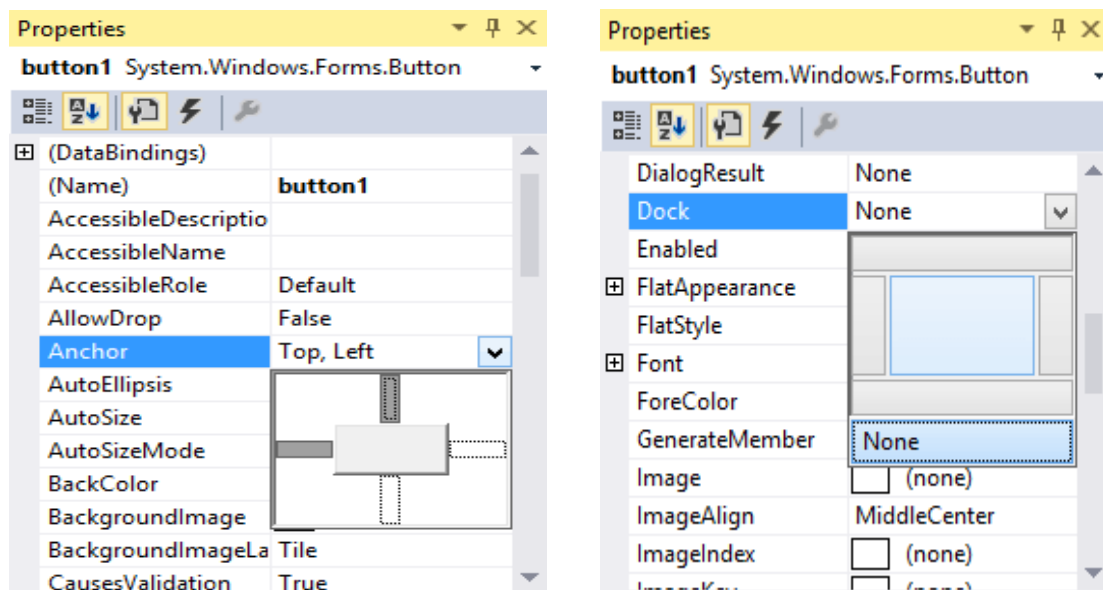 Properties
button1 System.Windows.Forms.Button
(DataBindings)
(Name) button1
AccessibleDescriptio
AccessibleName
AccessibleRole Default
AllowDrop False
Anchor Top, Left
AutoEllipsis
AutoSize
AutoSizeMode
BackColor
BackgroundImage
BackgroundImageLa Tile
CausesValidation True
Properties
button1 System.Windows.Forms.Button
DialogResult None
Dock None
Enabled
FlatAppearance
FlatStyle
Font
ForeColor
GenerateMember None
Image (none)
ImageAlign MiddleCenter
ImageIndex (none)
ImageKey (none)